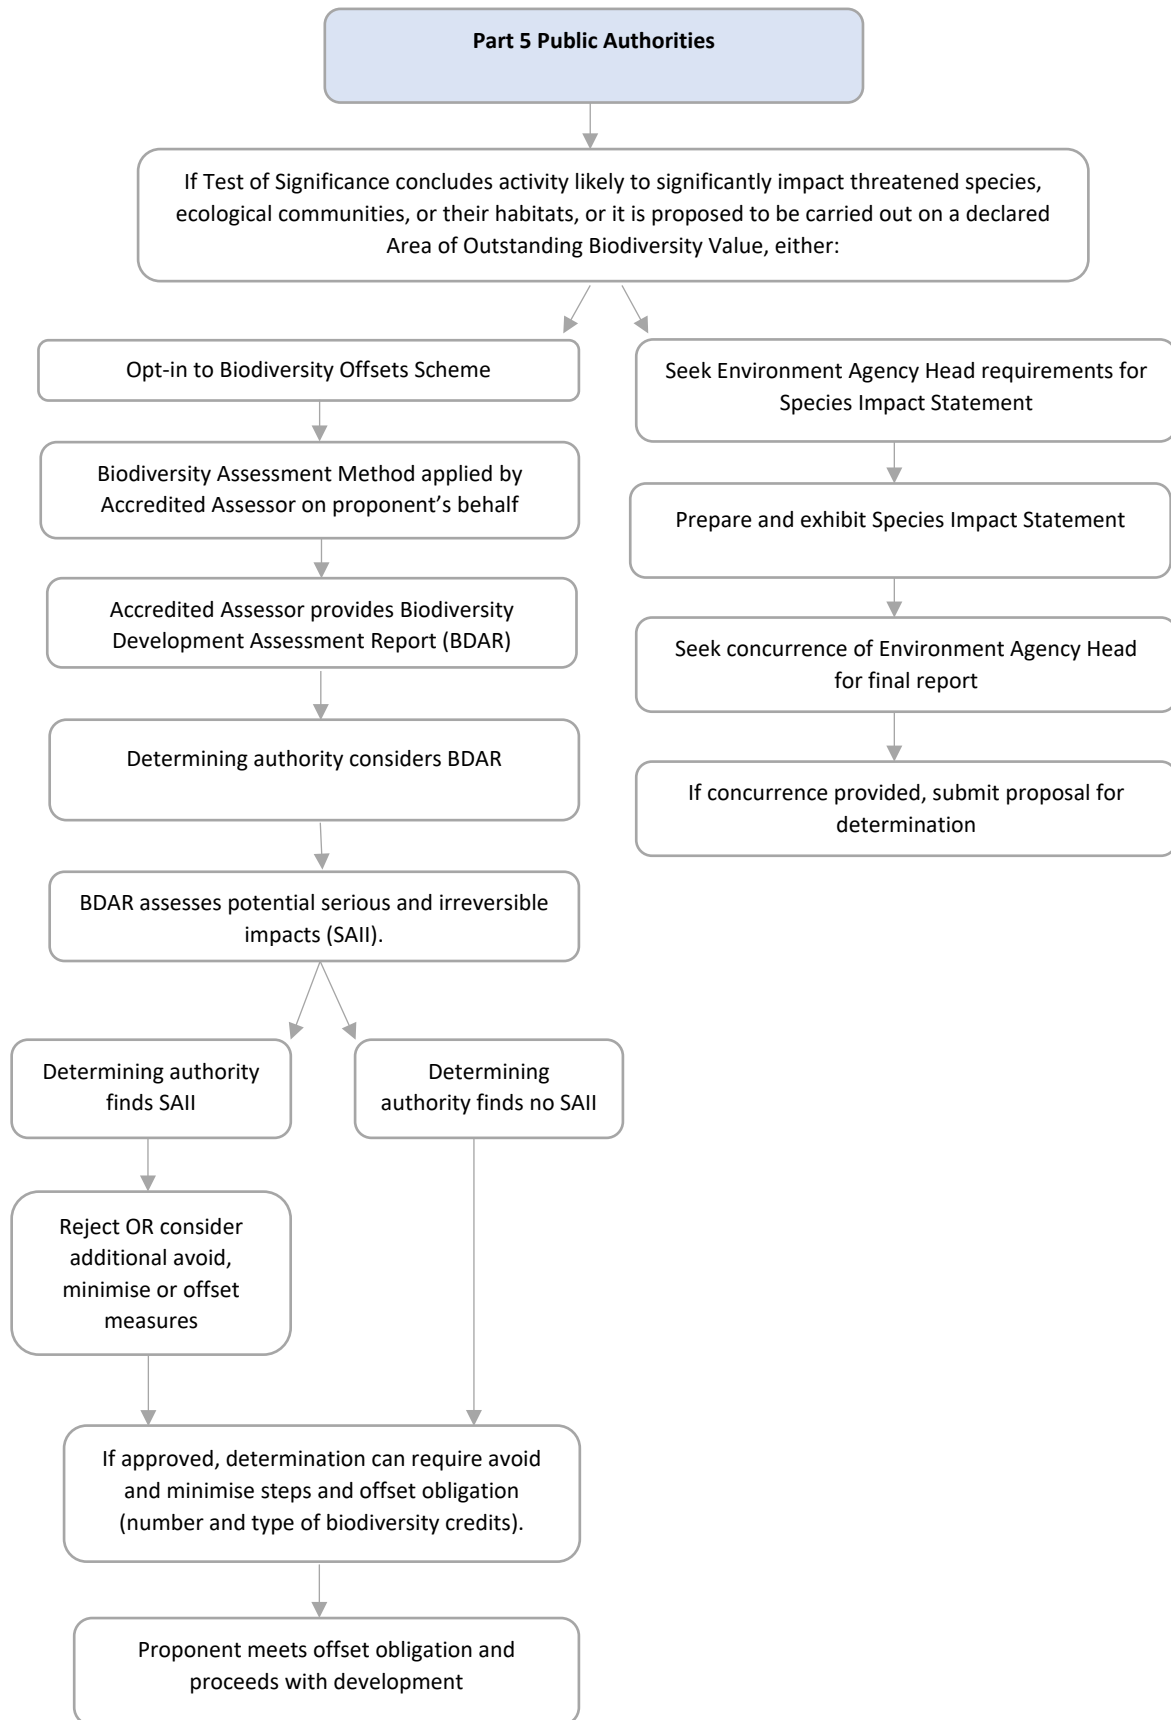 Part 5 Public Authorities
If Test of Significance concludes activity likely to significantly impact threatened species,
ecological communities, or their habitats, or it is proposed to be carried out on a declared
Area of Outstanding Biodiversity Value, either:
Opt-in to Biodiversity Offsets Scheme
Biodiversity Assessment Method applied by
Accredited Assessor on proponent’s behalf
Accredited Assessor provides Biodiversity
Development Assessment Report (BDAR)
Determining authority considers BDAR
BDAR assesses potential serious and irreversible
impacts (SAII).
Determining authority
finds SAII
Determining
authority finds no SAII
Reject OR consider
additional avoid,
minimise or offset
measures
If approved, determination can require avoid
and minimise steps and offset obligation
(number and type of biodiversity credits).
Proponent meets offset obligation and
proceeds with development
Seek Environment Agency Head requirements for
Species Impact Statement
Prepare and exhibit Species Impact Statement
Seek concurrence of Environment Agency Head
for final report
If concurrence provided, submit proposal for
determination